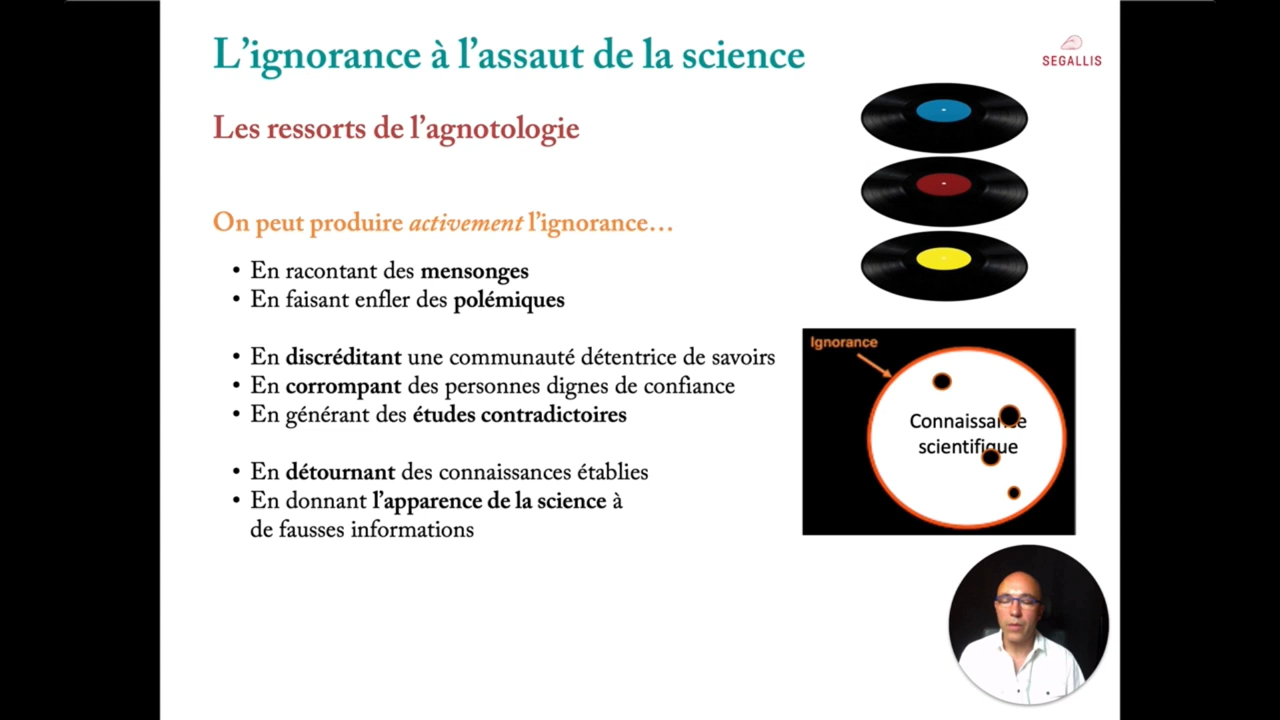 L’ignorance à l’assaut de la science
SEGALLIS
Les ressorts de l’agnotologie
On peut produire activement l’ignorance…
• En racontant des mensonges
• En faisant enfler des polémiques
• En discréditant une communauté détentrice de savoirs
• En corrompant des personnes dignes de confiance
• En générant des études contradictoires
• En détournant des connaissances établies
• En donnant l’apparence de la science à
de fausses informations
Ignorance
Connaissance
scientifique